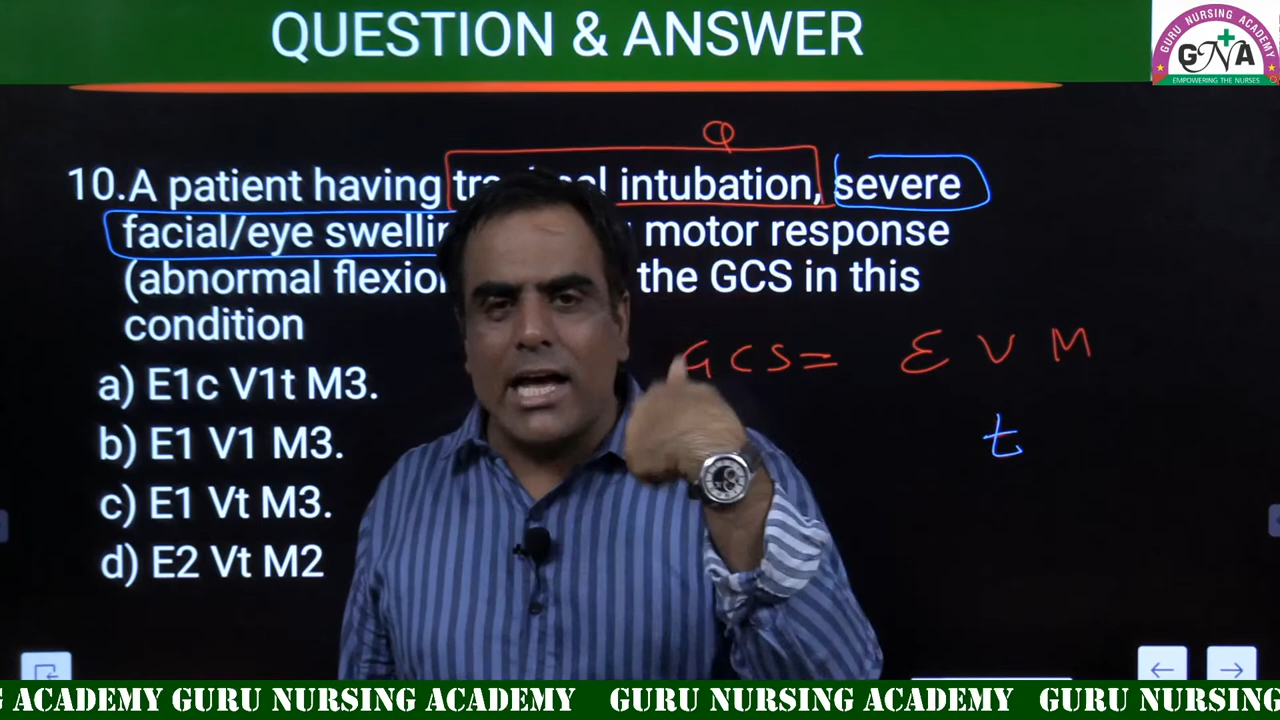 QUESTION & ANSWER
GURU NURSING ACADEMY
GNA
EMPOWERING THE NURSES
10.A patient having intubation, severe
facial/eye motor response
(abnormal the GCS in this
condition
GCS= E V M
t
a) E1c V1t M3.
b) E1 V1 M3.
c) E1 Vt M3.
d) E2 Vt M2
G ACADEMY GURU NURSING ACADEMY GURU NURSING ACADEMY GURU NURSING